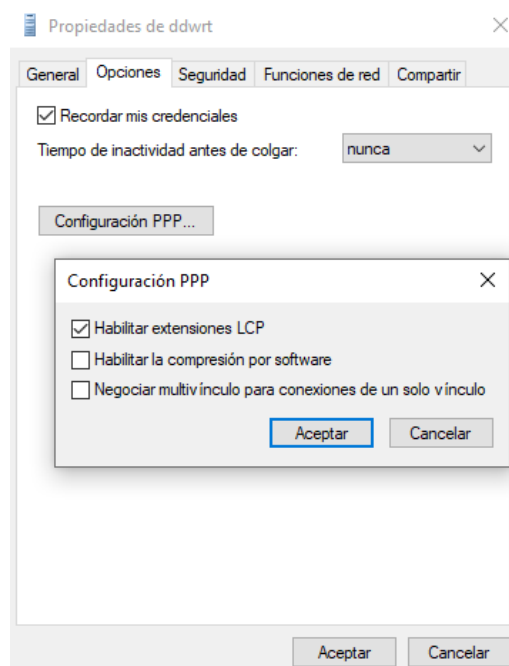 Propiedades de ddwrt
General Opciones Seguridad Funciones de red Compartir
Recordar mis credenciales
Tiempo de inactividad antes de colgar: nunca
Configuración PPP...
Configuración PPP
Habilitar extensiones LCP
Habilitar la compresión por software
Negociar multivínculo para conexiones de un solo vínculo
Aceptar Cancelar
Aceptar Cancelar